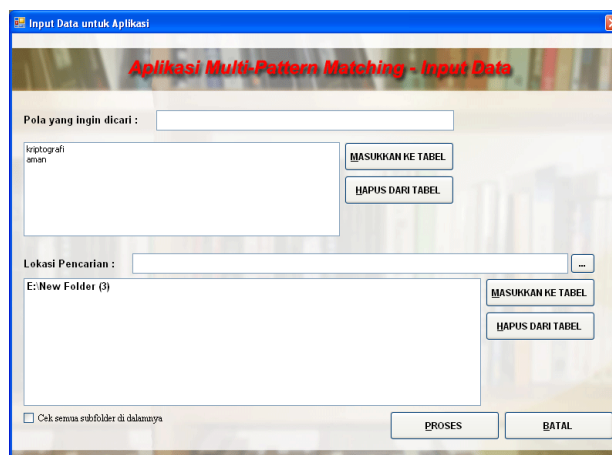 Input Data untuk Aplikasi
Aplikasi Multi-Pattern Matching - Input Data
Pola yang ingin dicari :
kriptografi
aman
MASUKKAN KE TABEL
HAPUS DARI TABEL
Lokasi Pencarian :
...
E:\New Folder (3)
MASUKKAN KE TABEL
HAPUS DARI TABEL
Cek semua subfolder di dalamnya
PROSES
BATAL